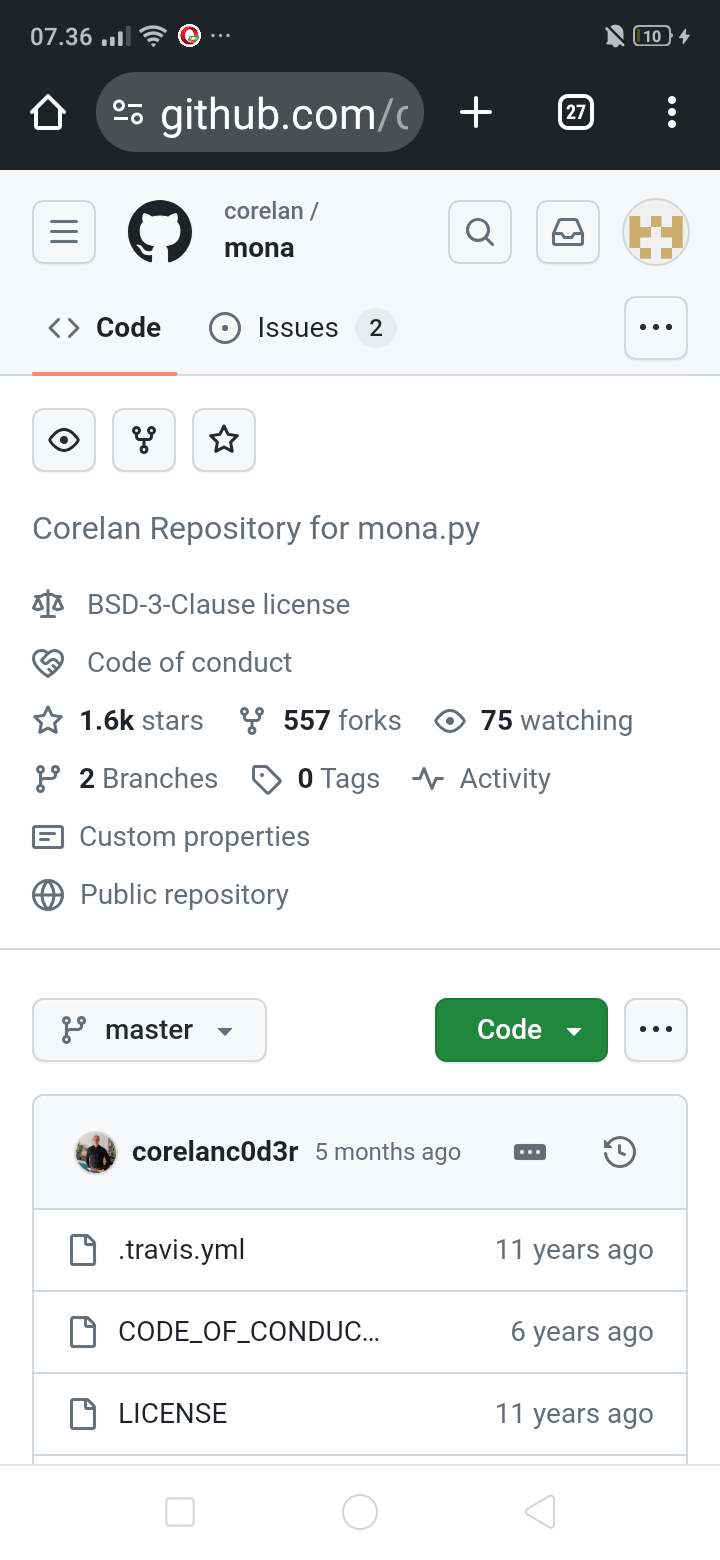 07.36
10
github.com/
27
corelan /
mona
Code
Issues 2
Corelan Repository for mona.py
BSD-3-Clause license
Code of conduct
1.6k stars 557 forks 75 watching
2 Branches 0 Tags Activity
Custom properties
Public repository
master
Code
corelanc0d3r 5 months ago
.travis.yml 11 years ago
CODE_OF_CONDUC... 6 years ago
LICENSE 11 years ago